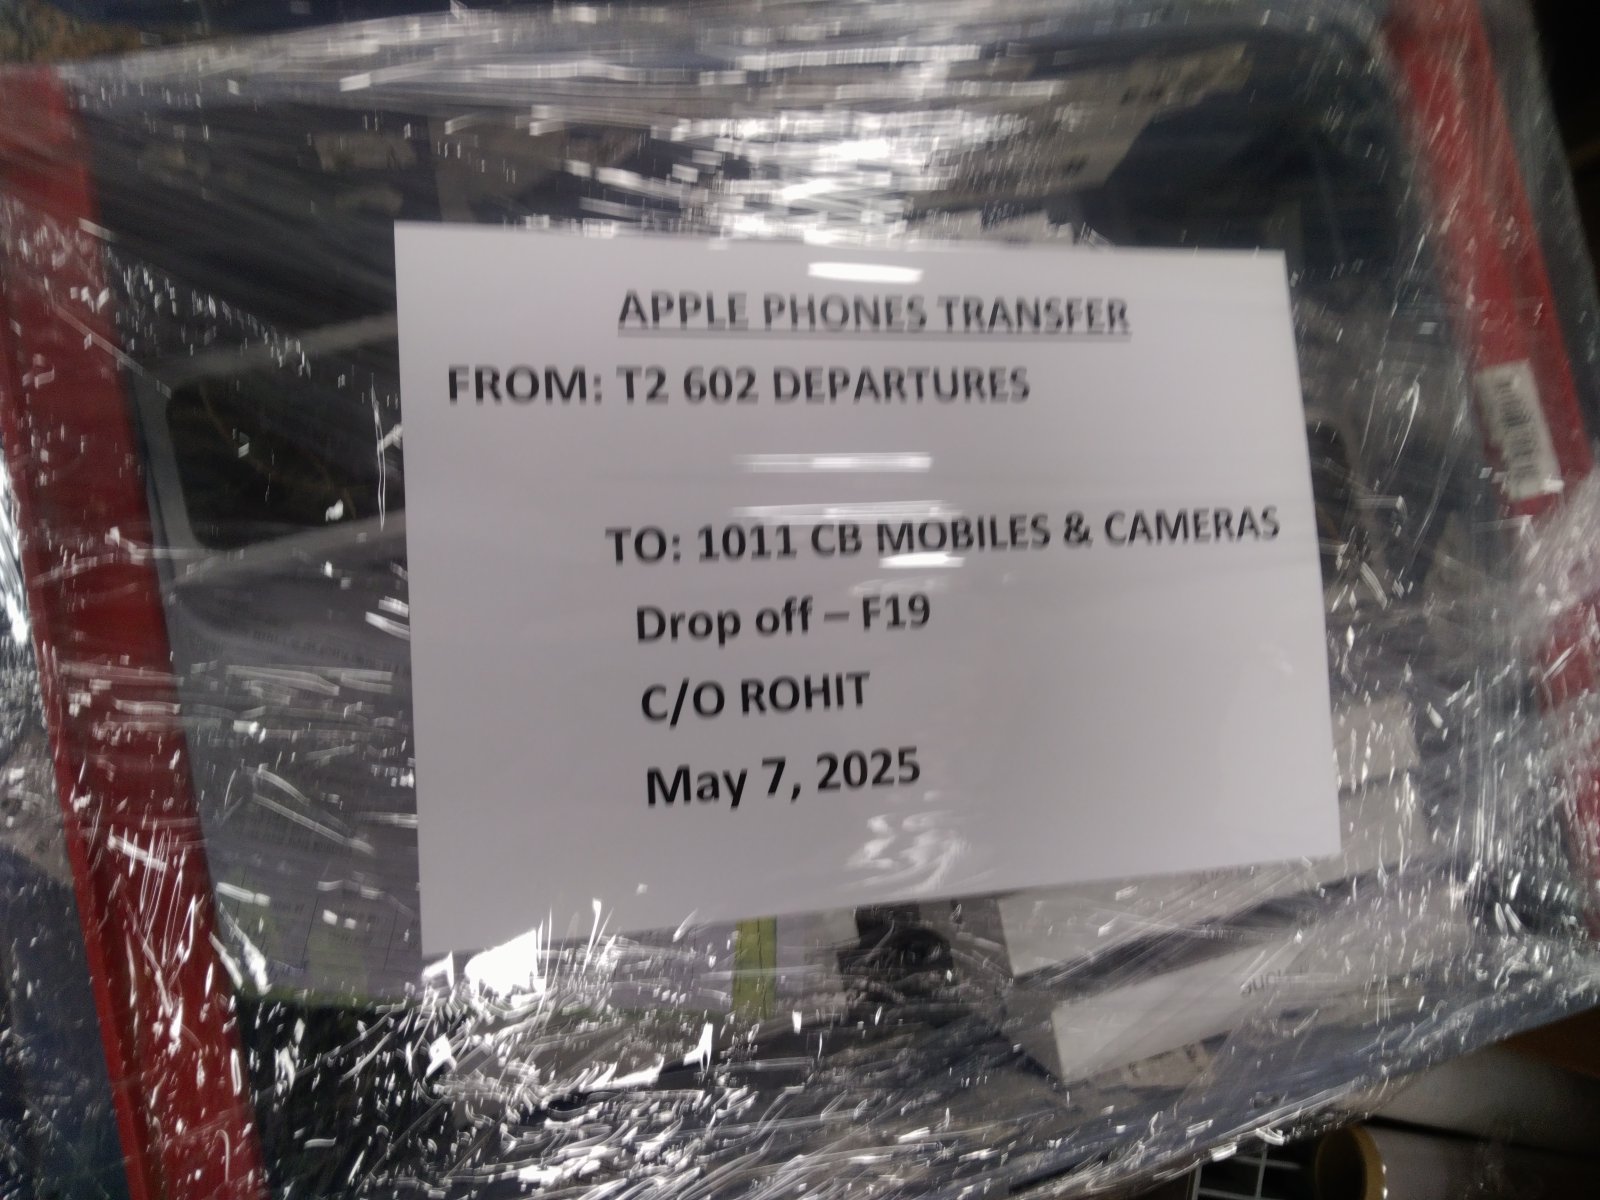 APPLE PHONES TRANSFER
FROM: T2 602 DEPARTURES
TO: 1011 CB MOBILES & CAMERAS
Drop off – F19
C/O ROHIT
May 7, 2025